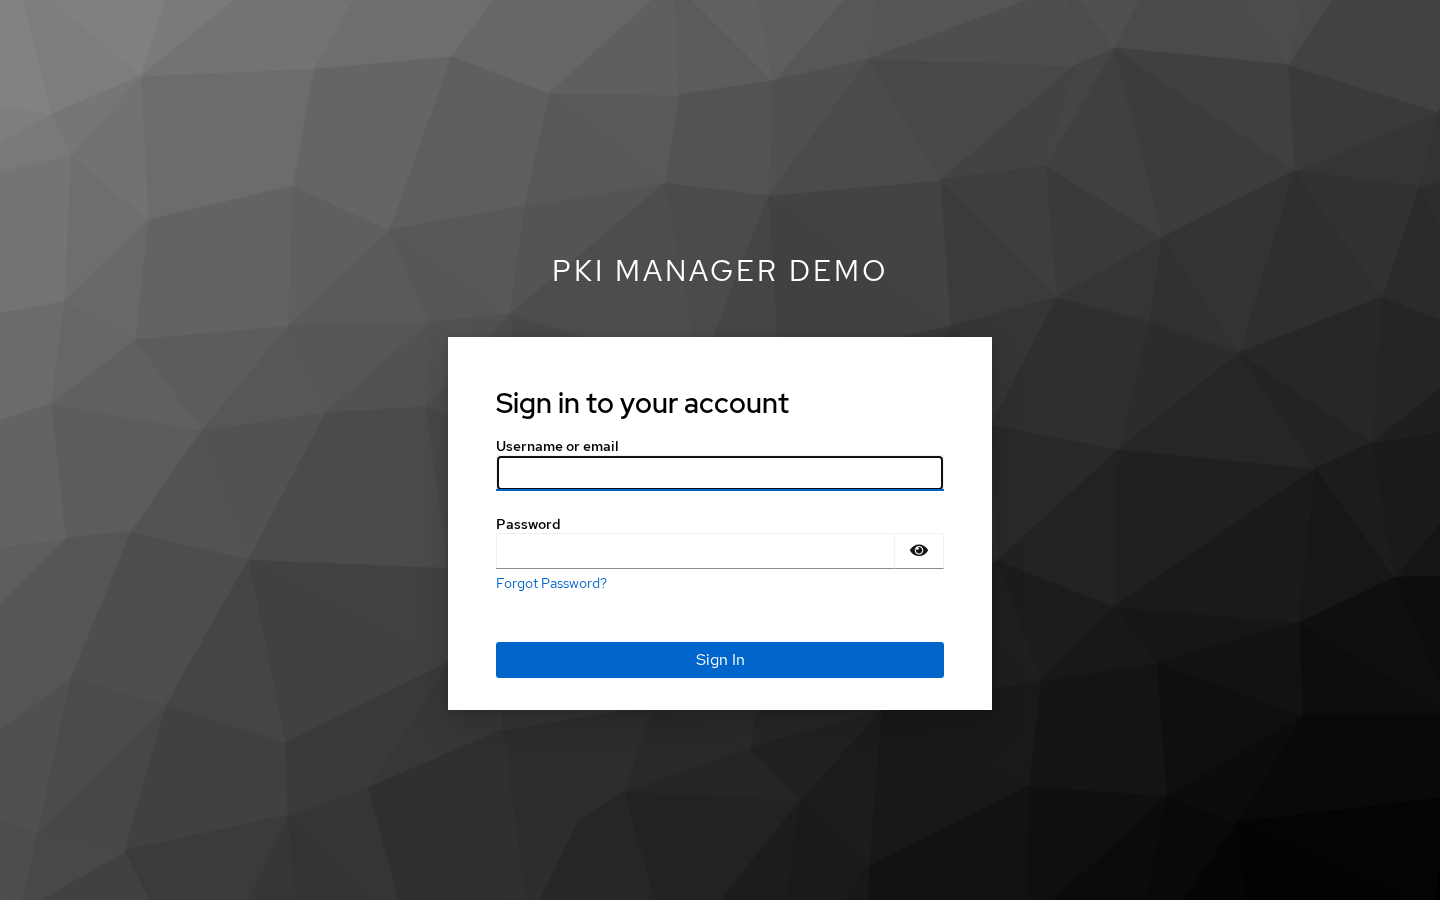 PKI MANAGER DEMO
Sign in to your account
Username or email
Password
Forgot Password?
Sign In